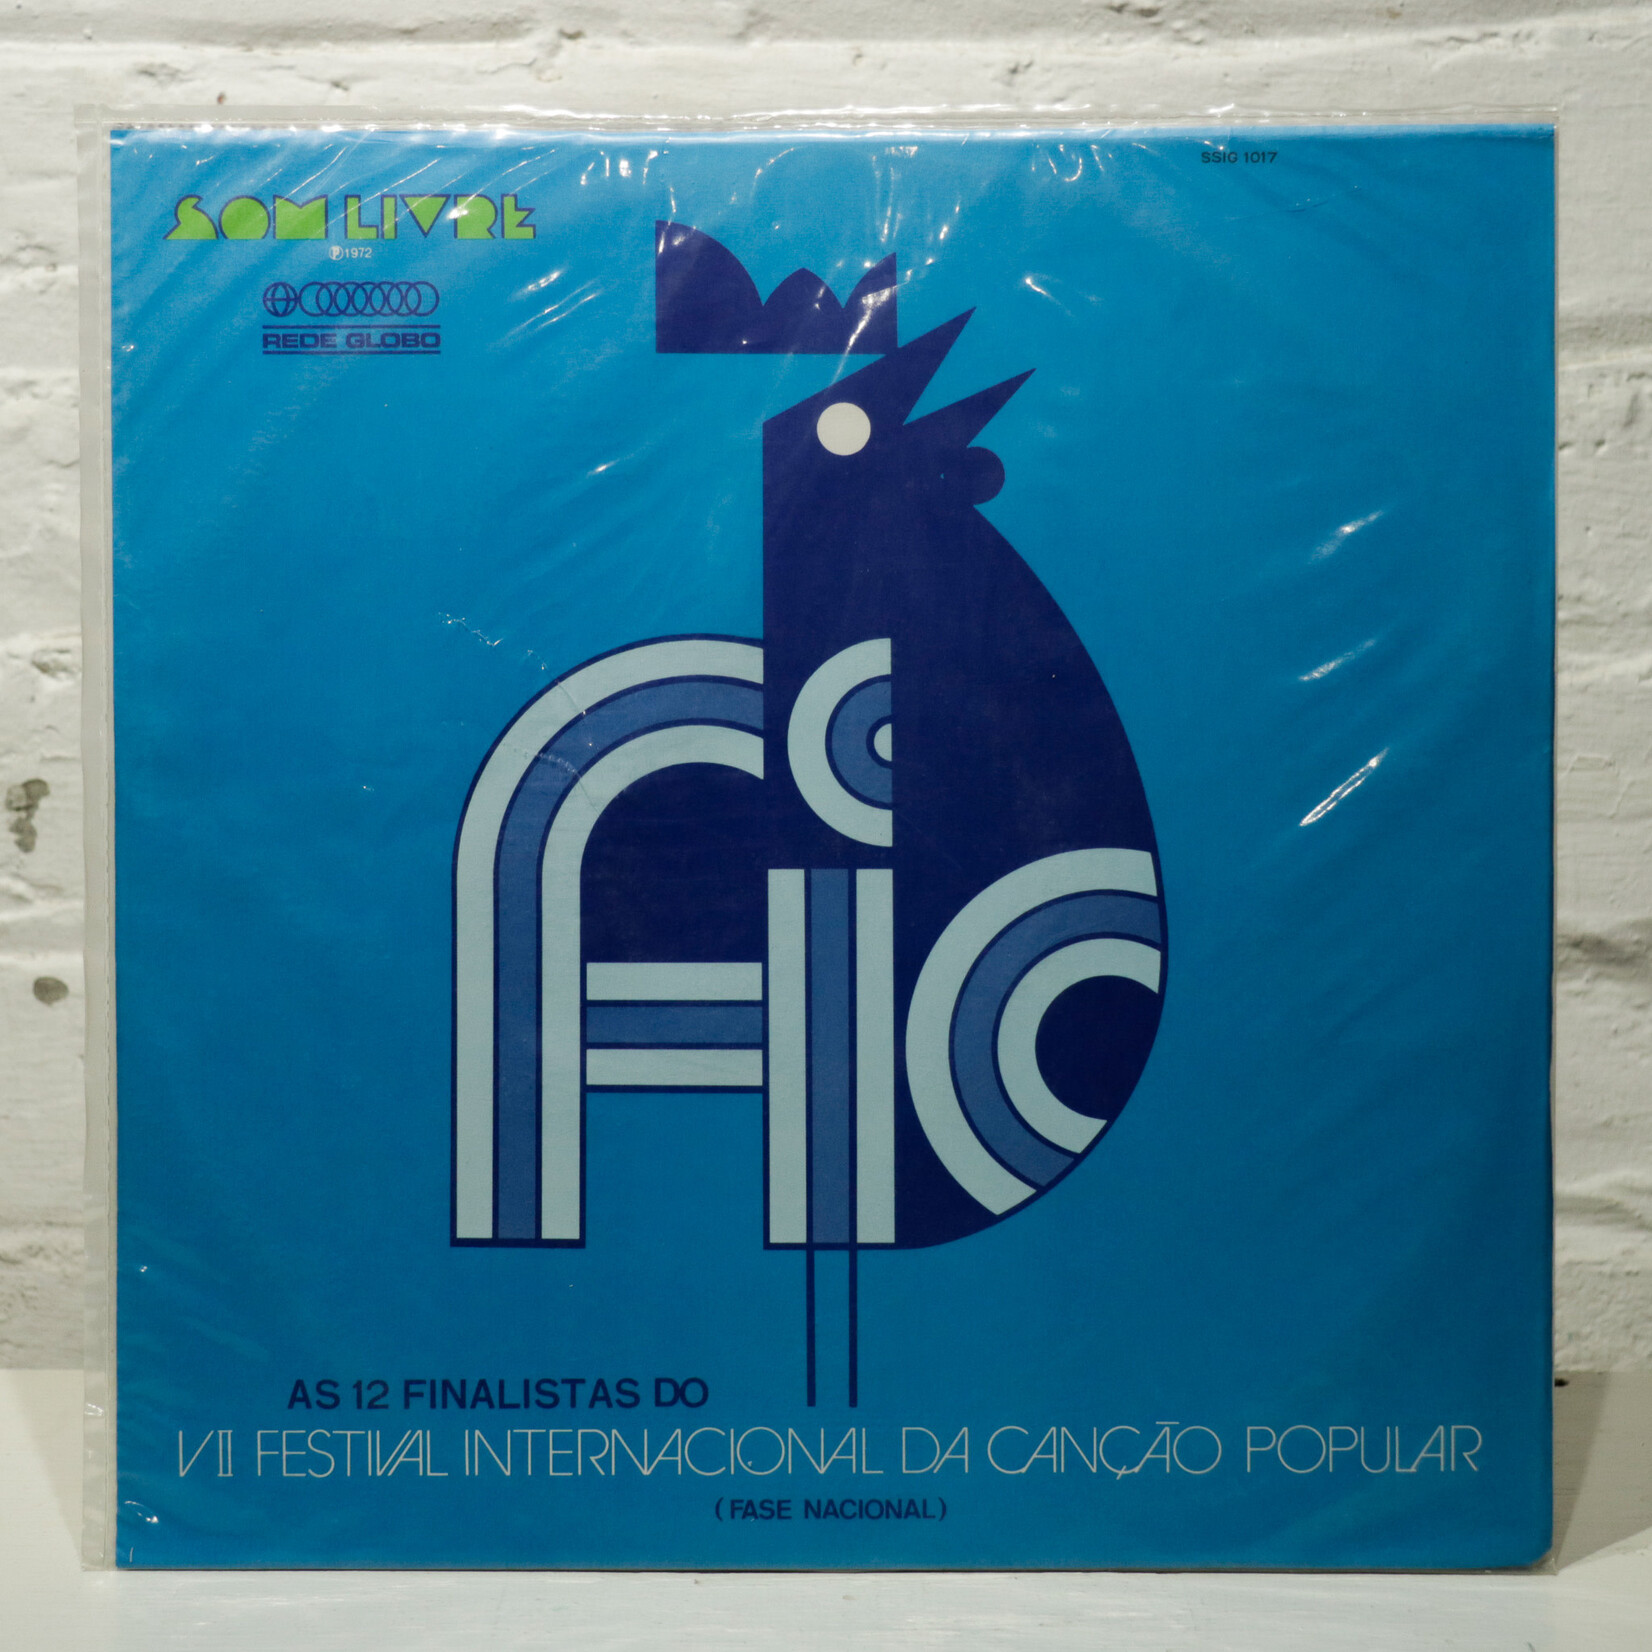 SSIG 1017
SOM LIVRE
℗1972
REDE GLOBO
FIC
AS 12 FINALISTAS DO
VII FESTIVAL INTERNACIONAL DA CANÇÃO POPULAR
(FASE NACIONAL)